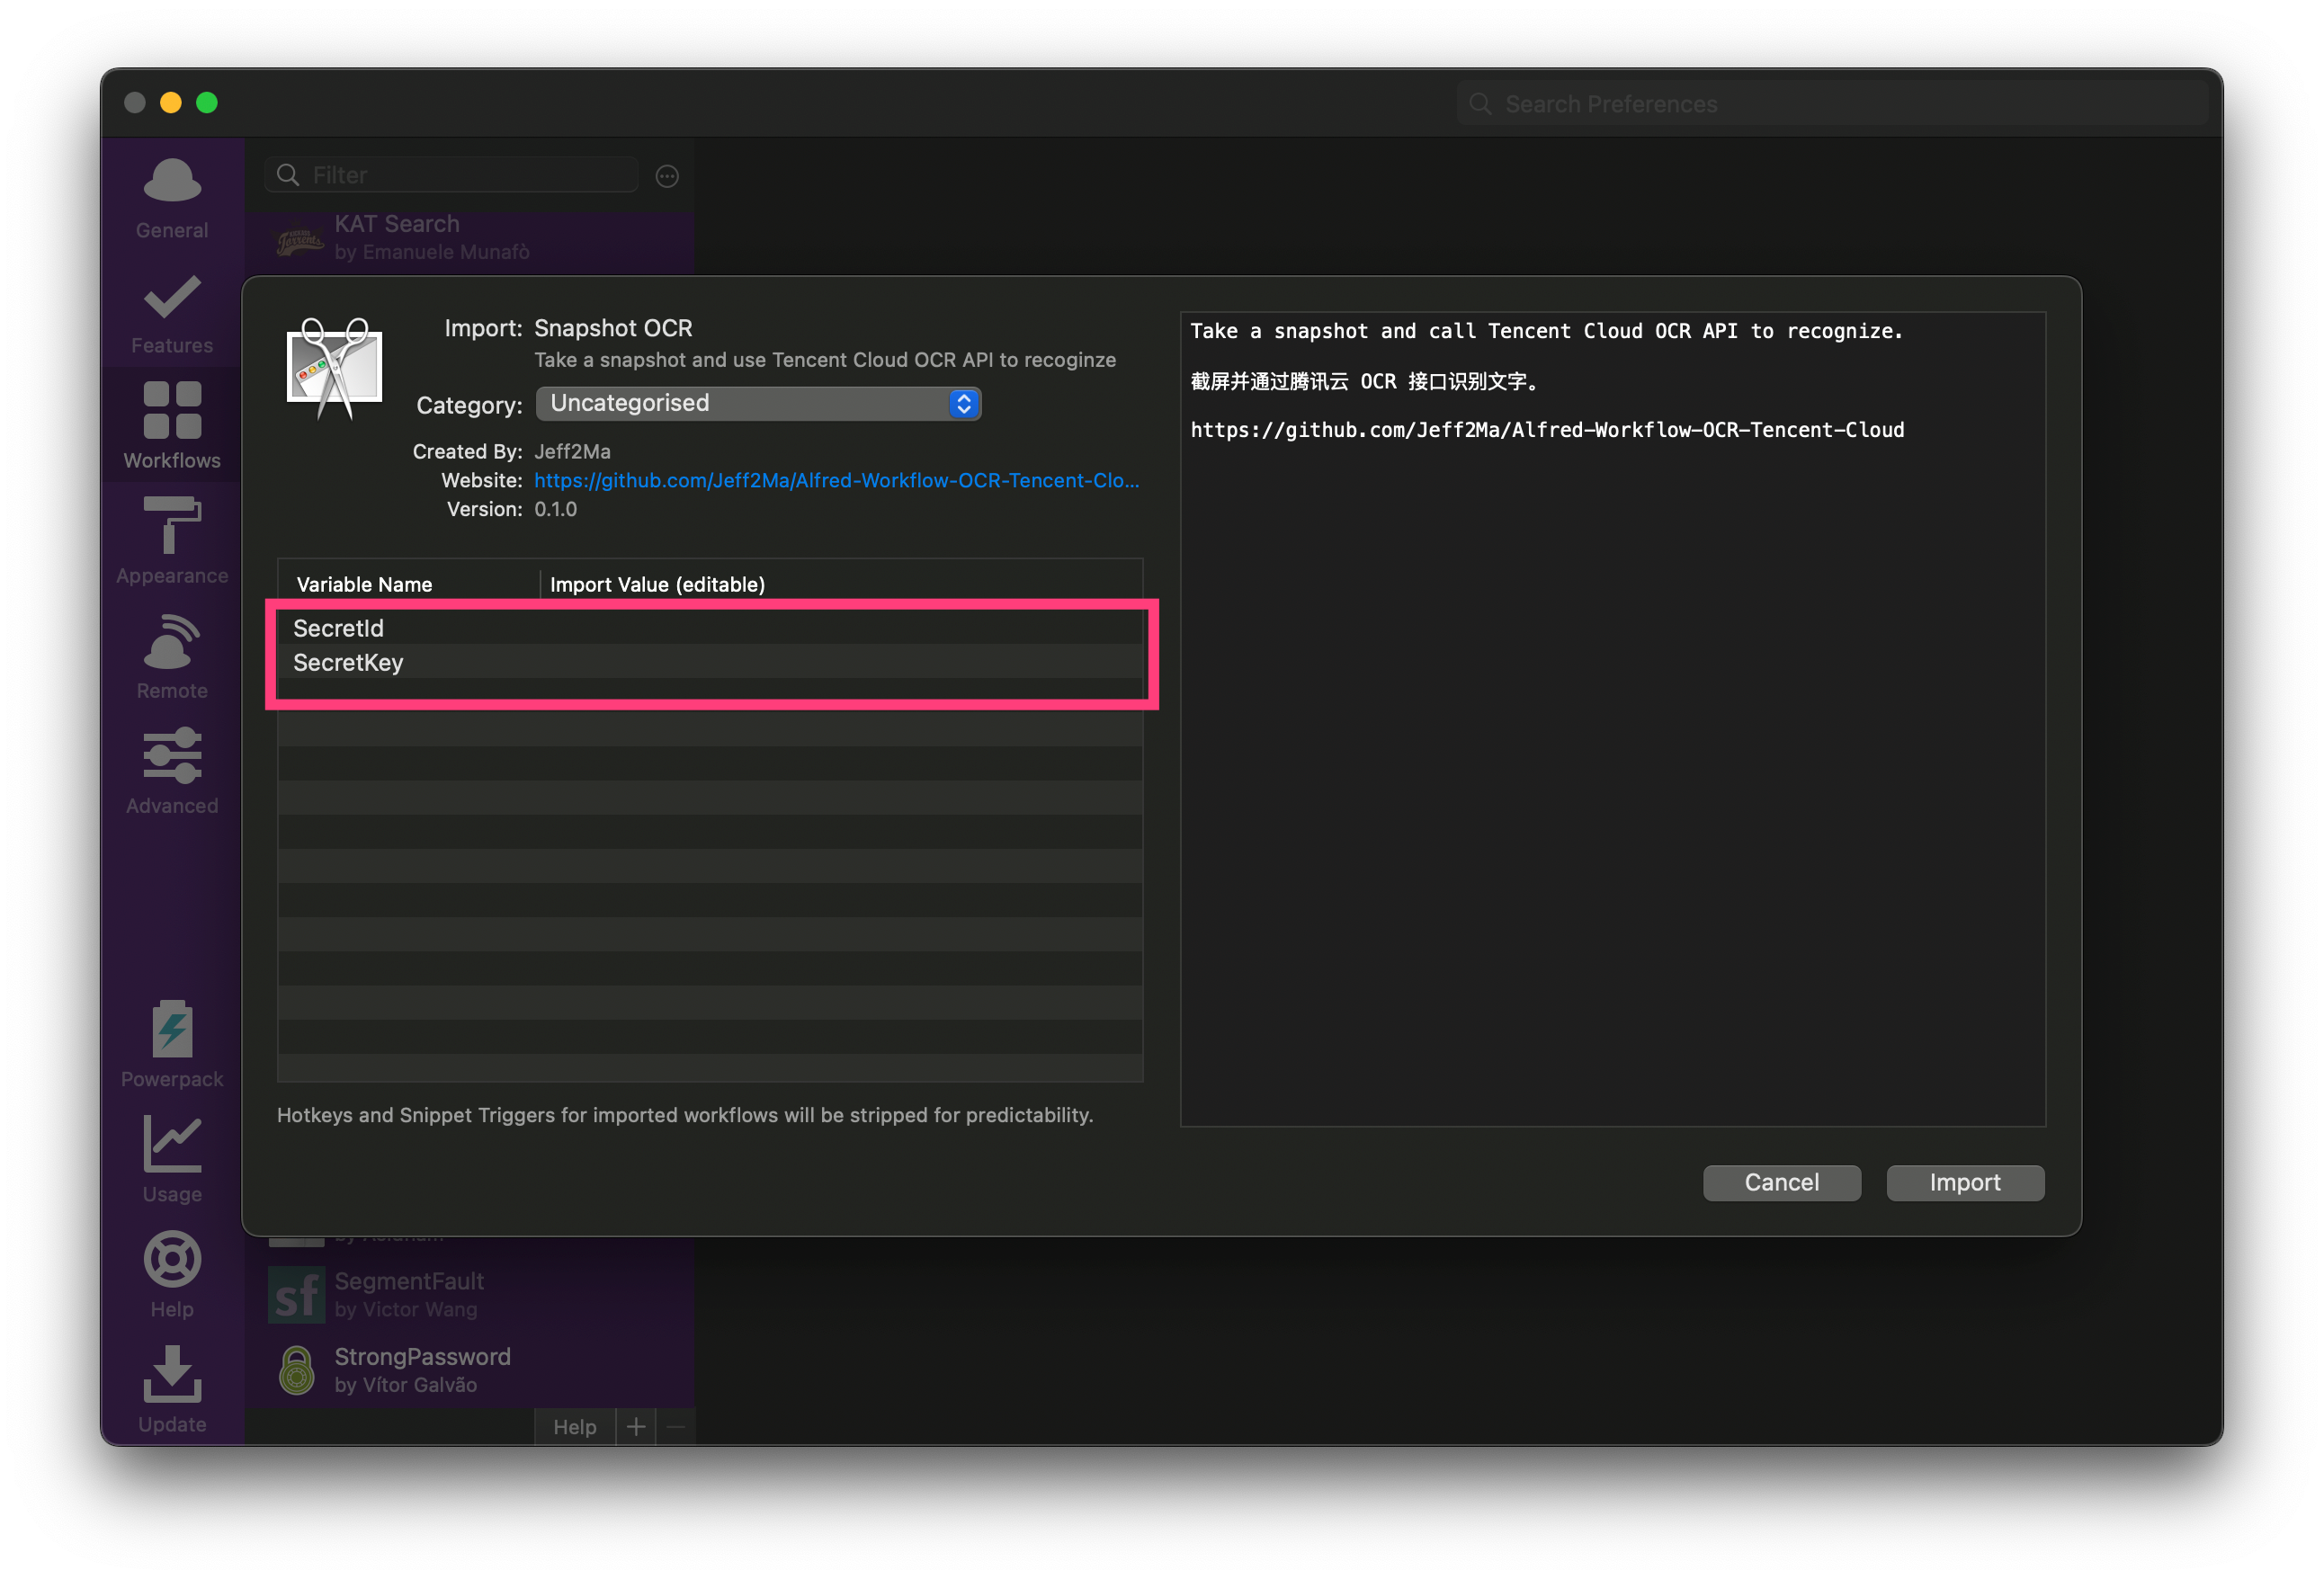 Search Preferences
General
Features
Workflows
Appearance
Remote
Advanced
Powerpack
Usage
Help
Update
Filter
KAT Search
by Emanuele Munafò
Import: Snapshot OCR
Take a snapshot and use Tencent Cloud OCR API to recoginze
Category: Uncategorised
Created By: Jeff2Ma
Website: https://github.com/Jeff2Ma/Alfred-Workflow-OCR-Tencent-Clo...
Version: 0.1.0
Variable Name Import Value (editable)
SecretId
SecretKey
Hotkeys and Snippet Triggers for imported workflows will be stripped for predictability.
Take a snapshot and call Tencent Cloud OCR API to recognize.
截屏并通过腾讯云 OCR 接口识别文字。
https://github.com/Jeff2Ma/Alfred-Workflow-OCR-Tencent-Cloud
Cancel Import
sf SegmentFault
by Victor Wang
StrongPassword
by Vítor Galvão
Help